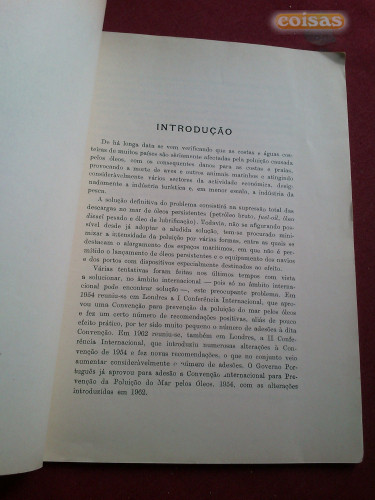 coisas
INTRODUÇÃO
De há longa data se vem verificando que as costas e águas cos-
teiras de muitos países são sèriamente afectadas pela poluição causada
pelos óleos, com os consequentes danos para as costas e praias,
provocando a morte de aves e outros animais marinhos e atingindo
consideràvelmente vários sectores da actividade económica, desig-
nadamente a indústria turística e, em menor escala, a indústria da
pesca.
A solução definitiva do problema consistirá na supressão total das
descargas no mar de óleos persistentes (petróleo bruto, fuel-oil, óleo
diesel pesado e óleo de lubrificação). Todavia, não se afigurando pos-
sível desde já adoptar a aludida solução, tem-se procurado mini-
mizar a intensidade da poluição por várias formas, entre as quais se
destacam o alargamento dos espaços marítimos, em que não é per-
mitido o lançamento de óleos persistentes e o equipamento dos navios
e dos portos com dispositivos especialmente destinados ao efeito.
Várias tentativas foram feitas nos últimos tempos com vista
a solucionar, no âmbito internacional — pois só no âmbito interna-
cional pode encontrar solução —, este preocupante problema. Em
1954 reuniu-se em Londres a I Conferência Internacional, que apro-
vou uma Convenção para prevenção da poluição do mar pelos óleos
e fez um certo número de recomendações positivas, aliás de pouco
efeito prático, por ter sido muito pequeno o número de adesões à dita
Convenção. Em 1962 reuniu-se, também em Londres, a II Confe-
rência Internacional, que introduziu numerosas alterações à Con-
venção de 1954 e fez novas recomendações, o que no conjunto veio
aumentar consideràvelmente o número de adesões. O Governo Por-
tuguês já aprovou para adesão a Convenção Internacional para Pre-
venção da Poluição do Mar pelos Óleos, 1954, com as alterações
introduzidas em 1962.